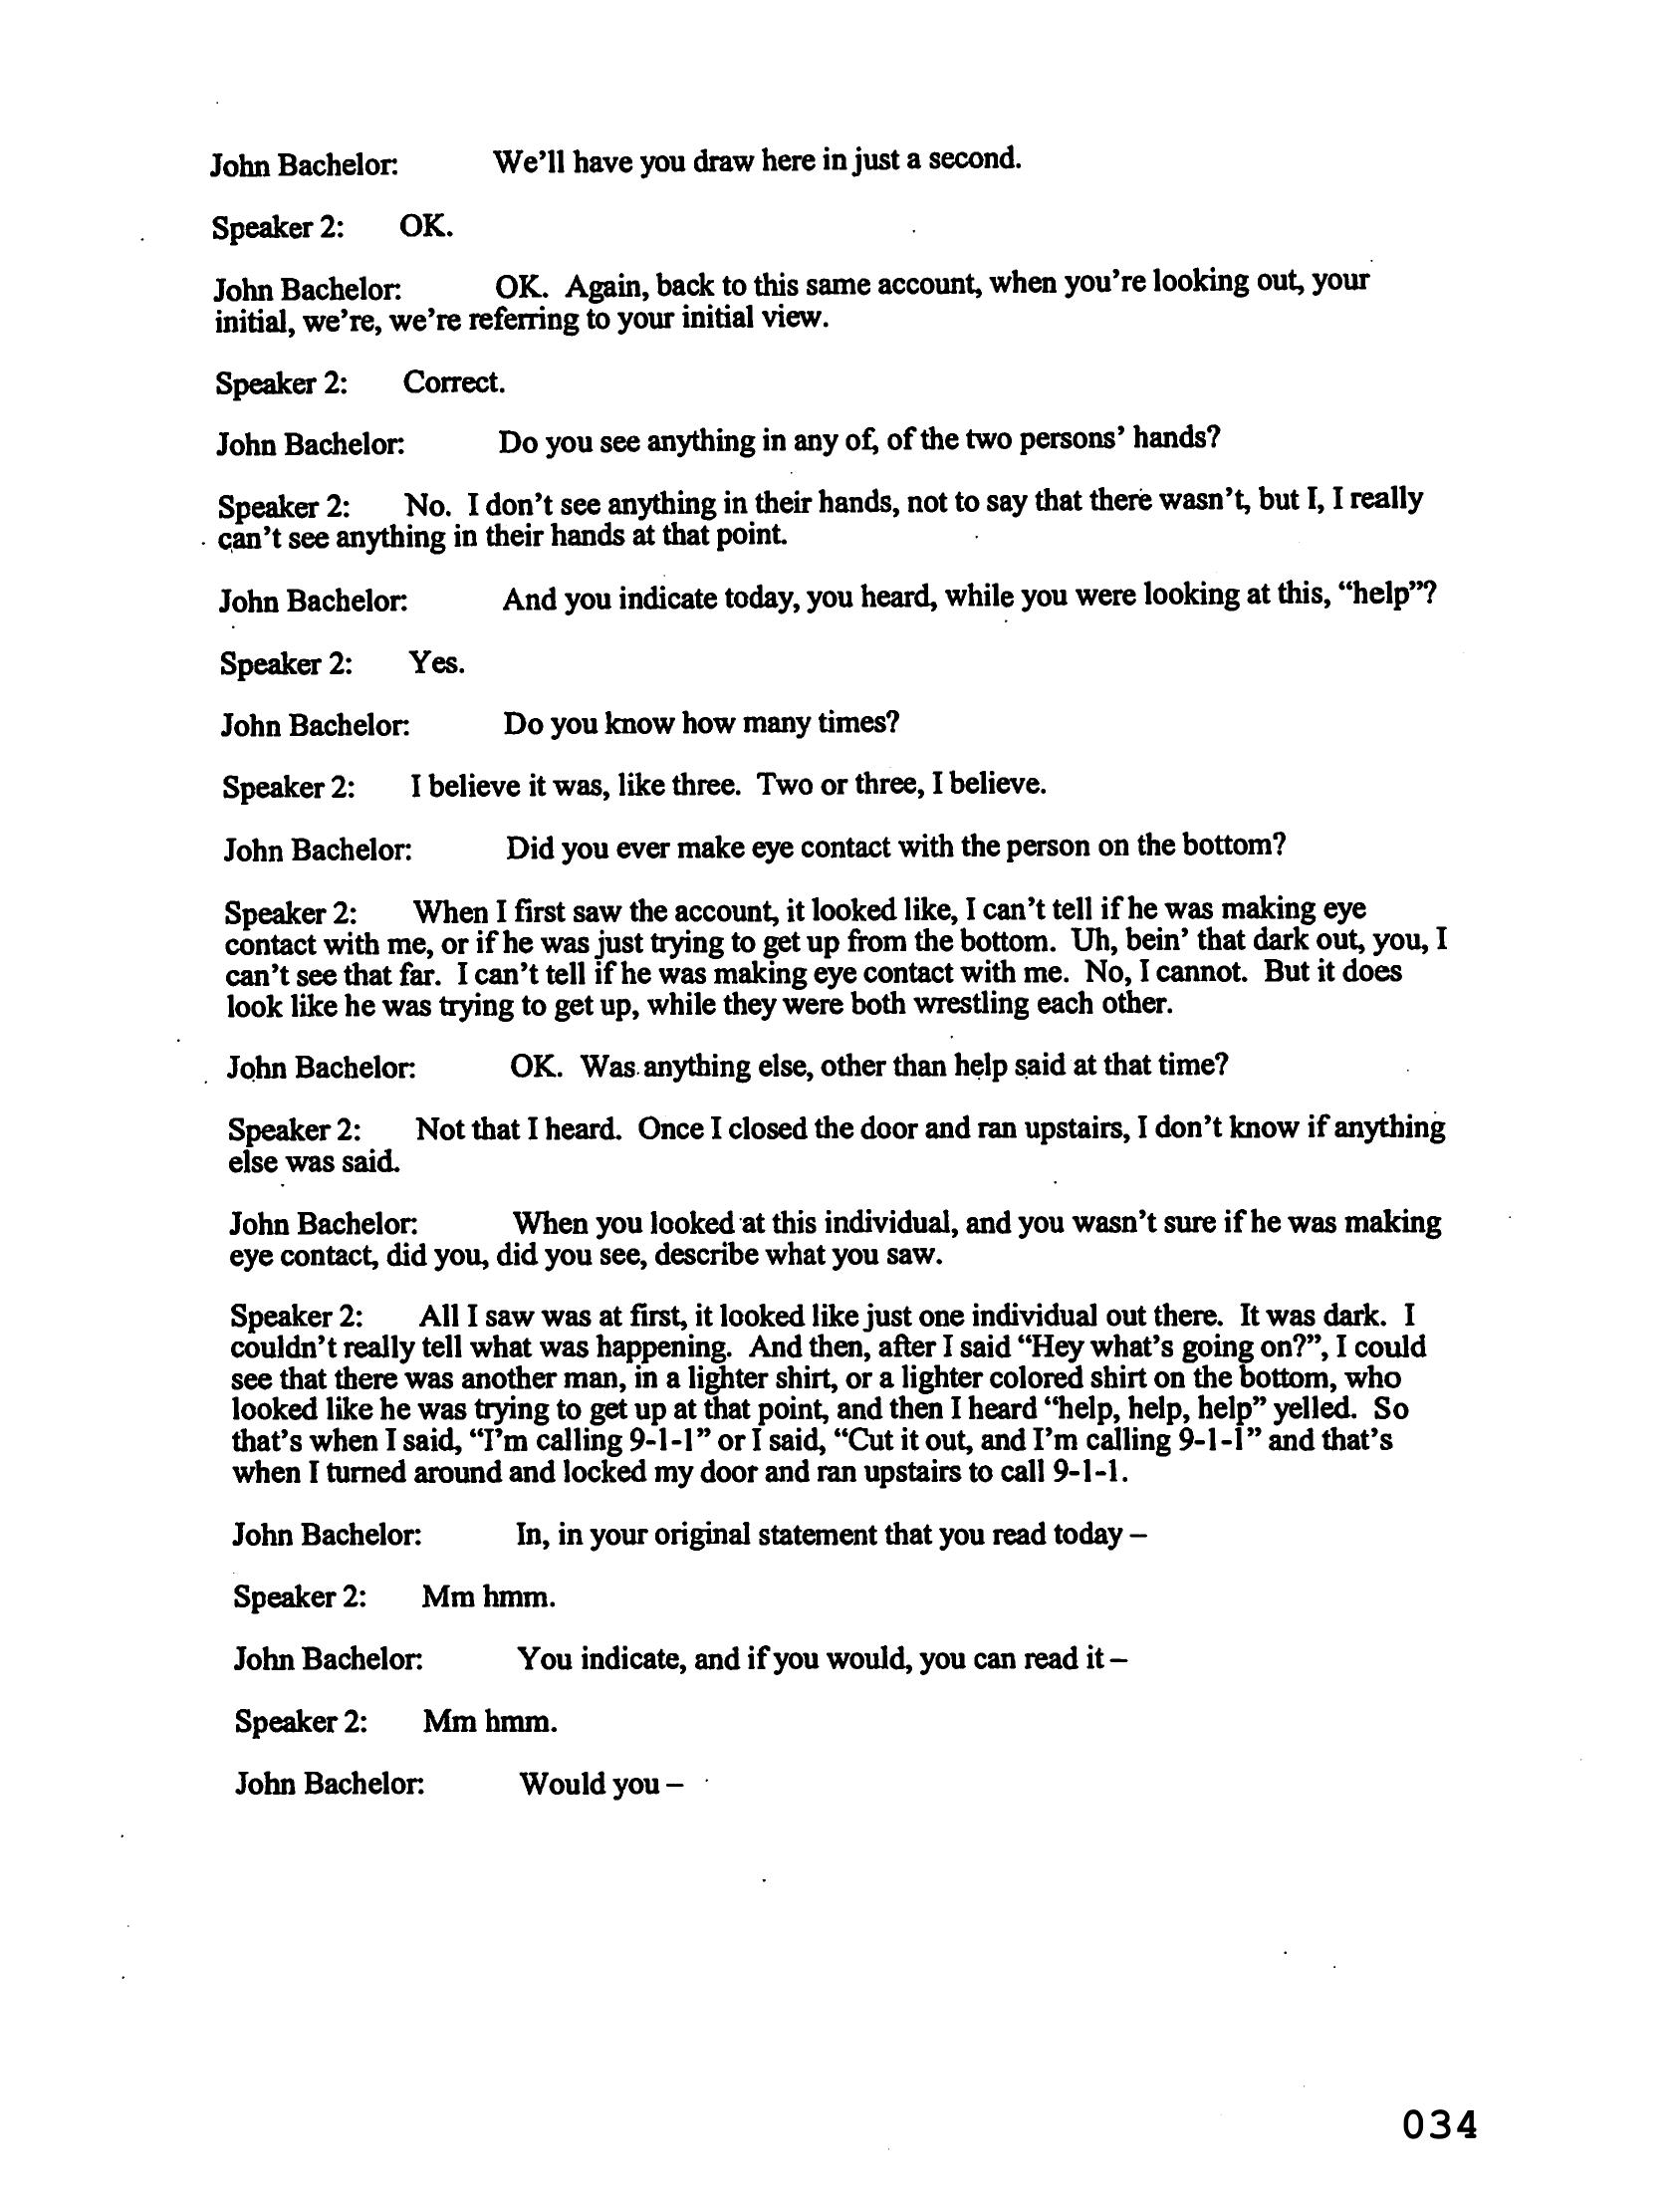 John Bachelor: We'll have you draw here in just a second.
Speaker 2: OK.
John Bachelor: OK. Again, back to this same account, when you're looking out, your
initial, we're, we're referring to your initial view.
Speaker 2: Correct.
John Bachelor: Do you see anything in any of, of the two persons' hands?
Speaker 2: No. I don't see anything in their hands, not to say that there wasn't, but I, I really
can't see anything in their hands at that point.
John Bachelor: And you indicate today, you heard, while you were looking at this, “help”?
Speaker 2: Yes.
John Bachelor: Do you know how many times?
Speaker 2: I believe it was, like three. Two or three, I believe.
John Bachelor: Did you ever make eye contact with the person on the bottom?
Speaker 2: When I first saw the account, it looked like, I can't tell if he was making eye
contact with me, or if he was just trying to get up from the bottom. Uh, bein' that dark out, you, I
can't see that far. I can't tell if he was making eye contact with me. No, I cannot. But it does
look like he was trying to get up, while they were both wrestling each other.
John Bachelor: OK. Was anything else, other than help said at that time?
Speaker 2: Not that I heard. Once I closed the door and ran upstairs, I don't know if anything
else was said.
John Bachelor: When you looked at this individual, and you wasn't sure if he was making
eye contact, did you, did you see, describe what you saw.
Speaker 2: All I saw was at first, it looked like just one individual out there. It was dark. I
couldn't really tell what was happening. And then, after I said “Hey what's going on?”, I could
see that there was another man, in a lighter shirt, or a lighter colored shirt on the bottom, who
looked like he was trying to get up at that point, and then I heard “help, help, help” yelled. So
that's when I said, “I'm calling 9-1-1” or I said, “Cut it out, and I'm calling 9-1-1” and that's
when I turned around and locked my door and ran upstairs to call 9-1-1.
John Bachelor: In, in your original statement that you read today –
Speaker 2: Mm hmm.
John Bachelor: You indicate, and if you would, you can read it –
Speaker 2: Mm hmm.
John Bachelor: Would you –
034